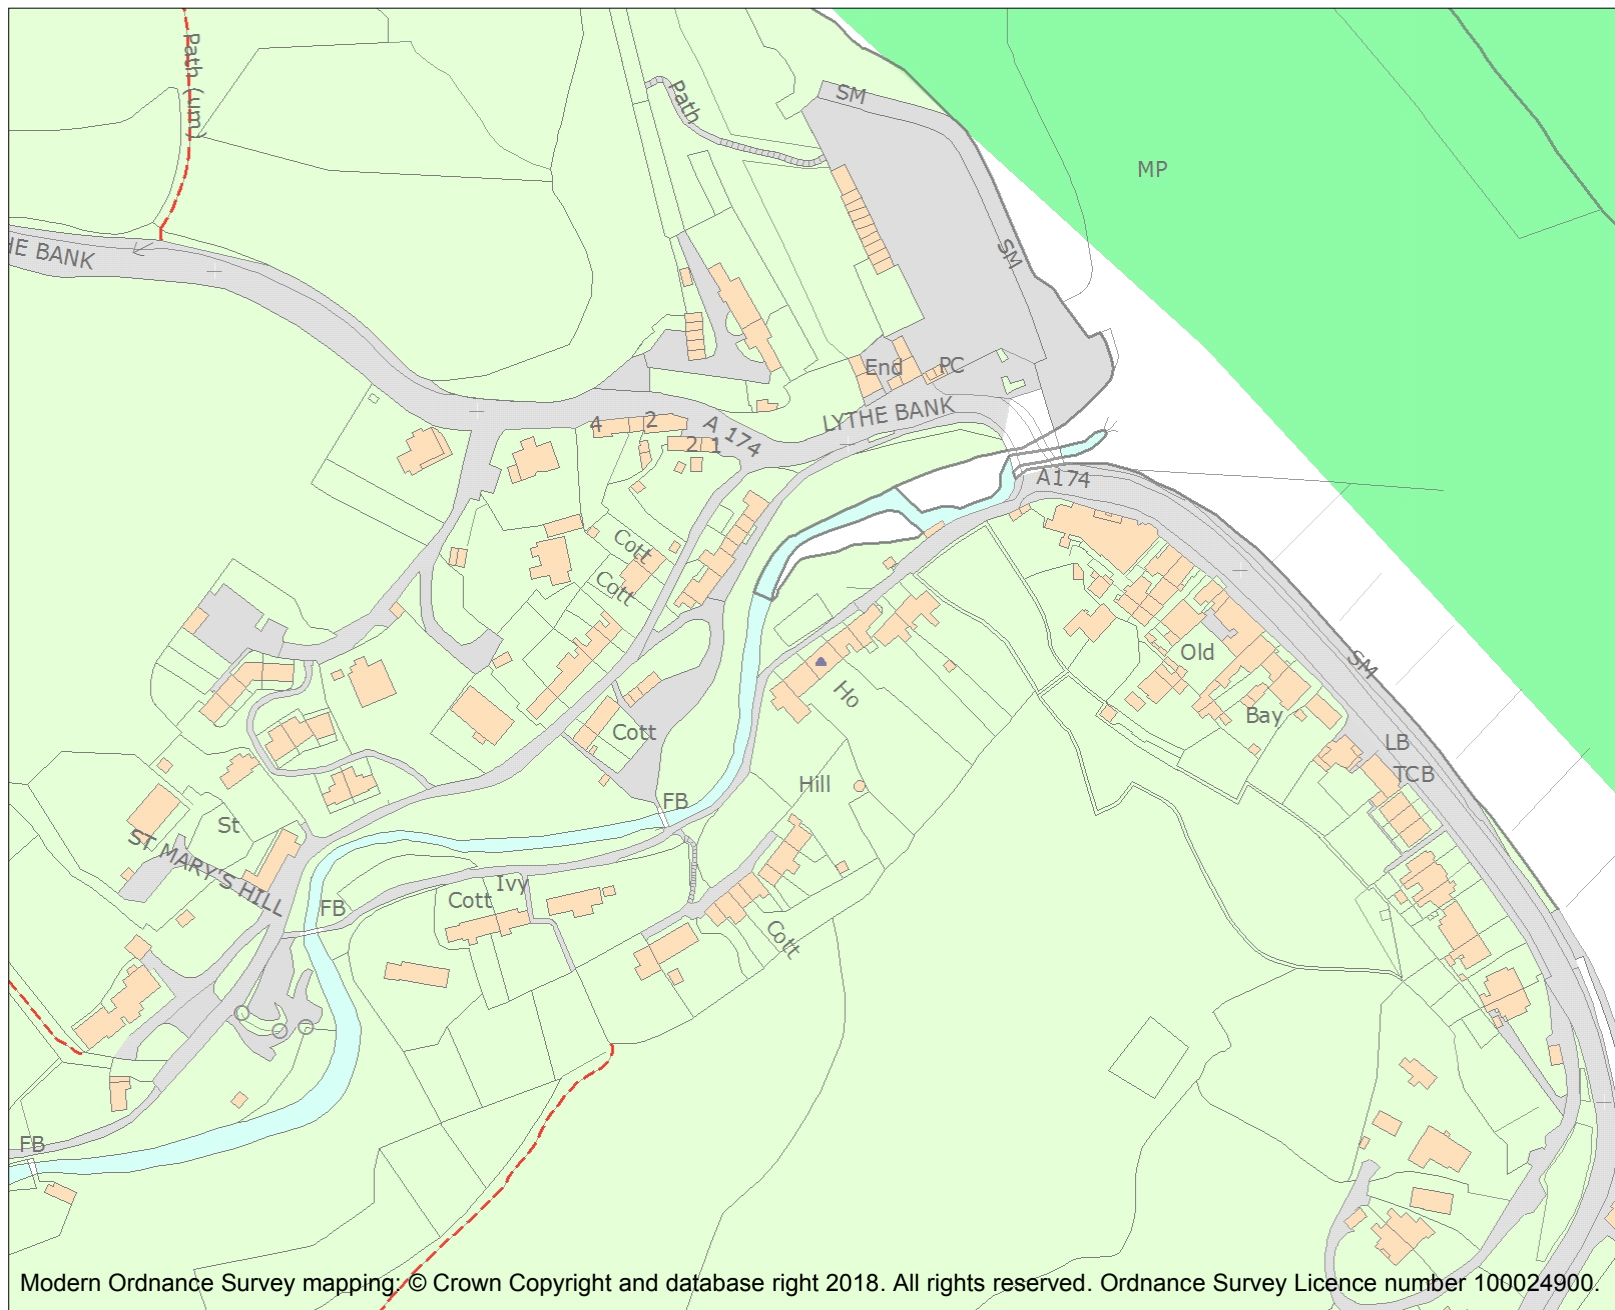 Path (um)
Path
SM
MP
HE BANK
SM
End
PC
LYTHE BANK
4
2
A 174
2
1
A174
Cott
Cott
SM
Old
Ho
Bay
Cott
LB
TCB
Hill
FB
St
ST MARY'S HILL
Ivy
Cott
FB
Cott
FB
Modern Ordnance Survey mapping: © Crown Copyright and database right 2018. All rights reserved. Ordnance Survey Licence number 100024900.